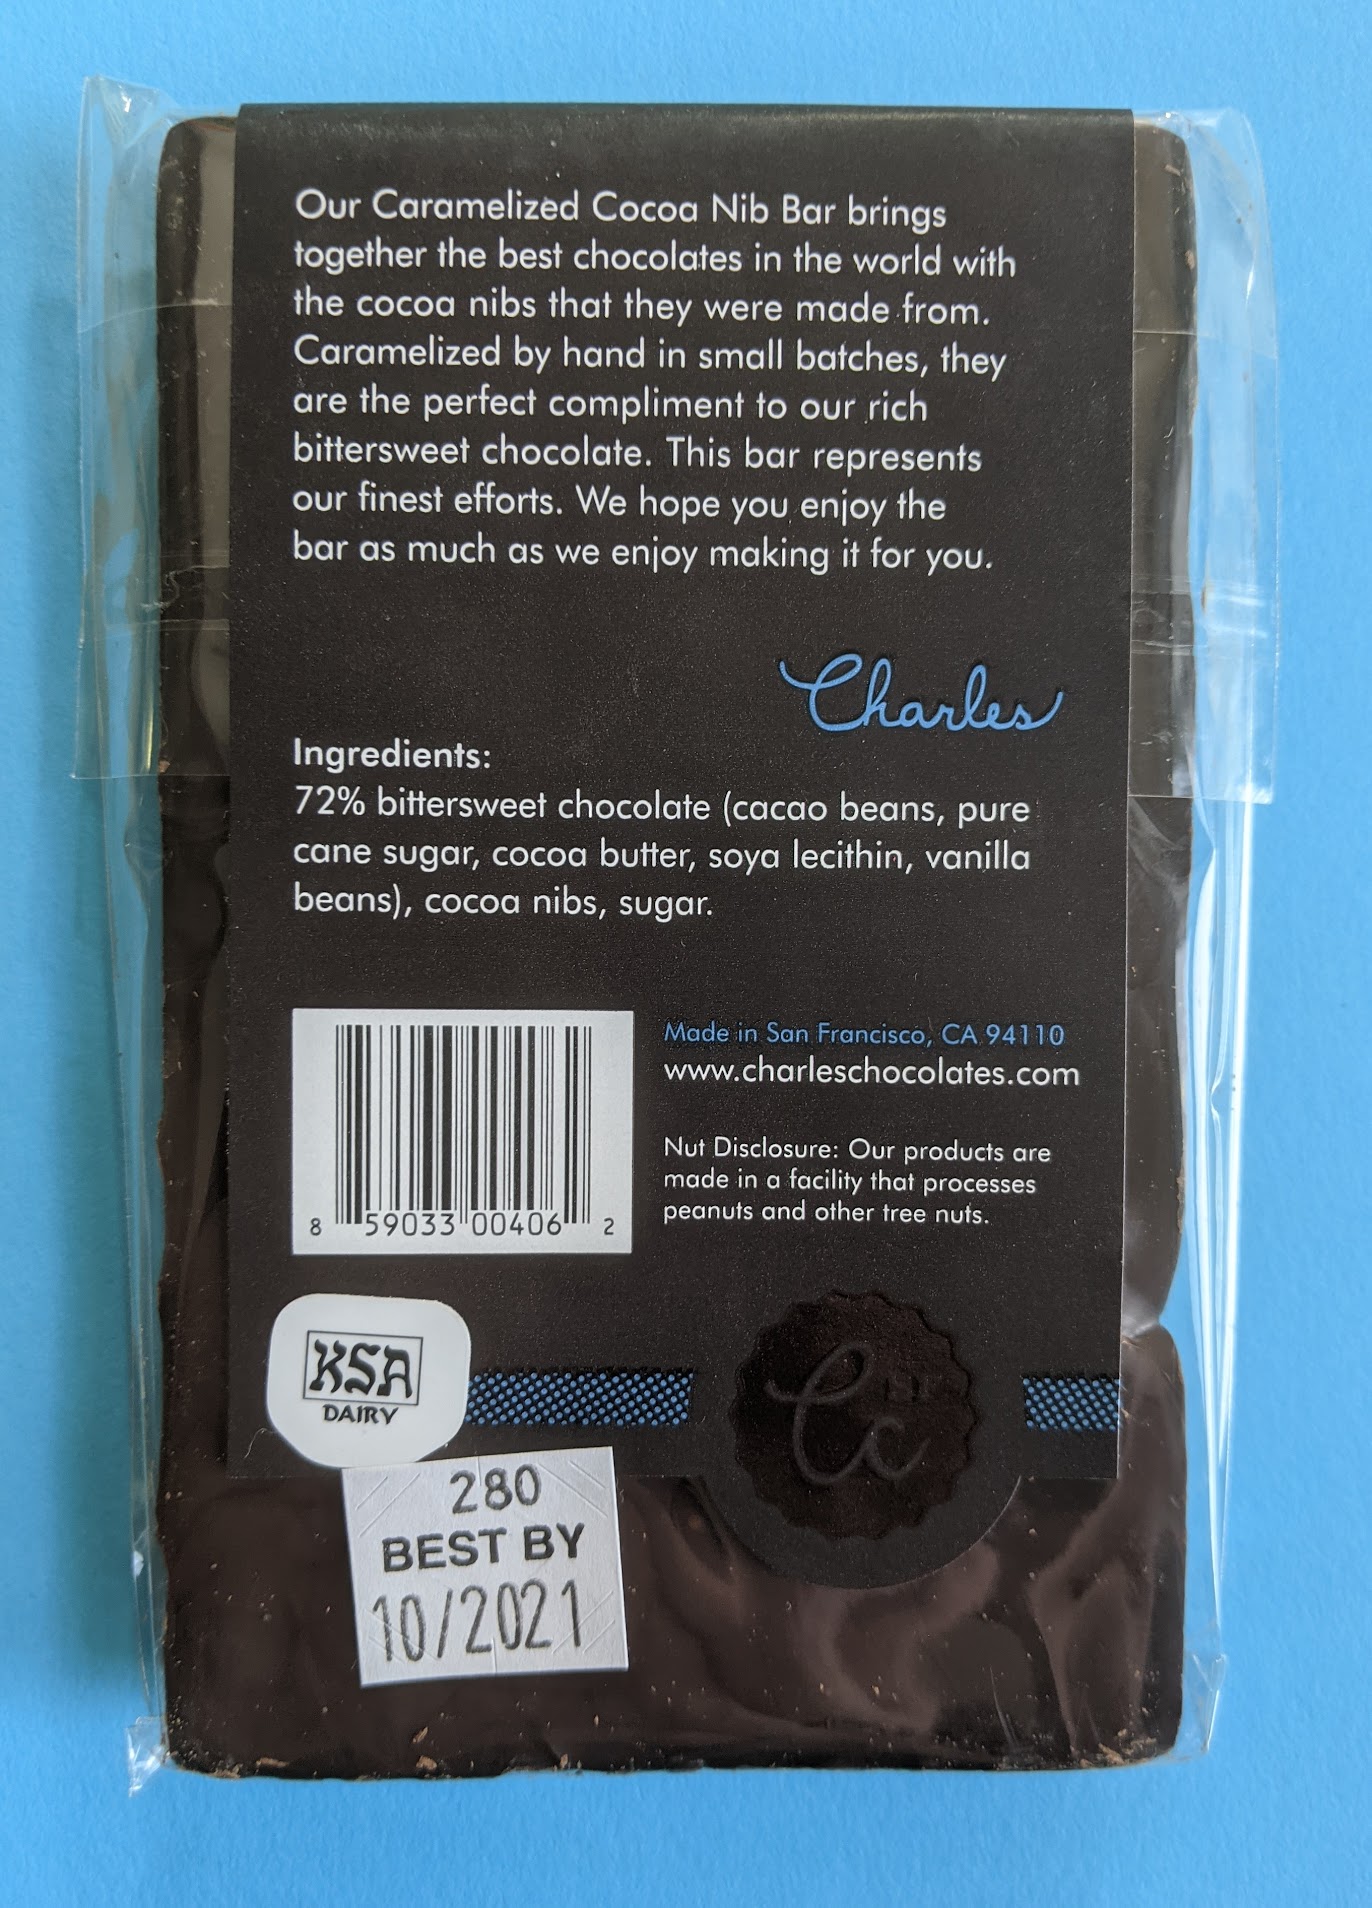 Our Caramelized Cocoa Nib Bar brings
together the best chocolates in the world with
the cocoa nibs that they were made from.
Caramelized by hand in small batches, they
are the perfect compliment to our rich
bittersweet chocolate. This bar represents
our finest efforts. We hope you enjoy the
bar as much as we enjoy making it for you.
Charles
Ingredients:
72% bittersweet chocolate (cacao beans, pure
cane sugar, cocoa butter, soya lecithin, vanilla
beans), cocoa nibs, sugar.
8 59033 00406 2
Made in San Francisco, CA 94110
www.charleschocolates.com
Nut Disclosure: Our products are
made in a facility that processes
peanuts and other tree nuts.
KSA
DAIRY
Cc
280
BEST BY
10/2021